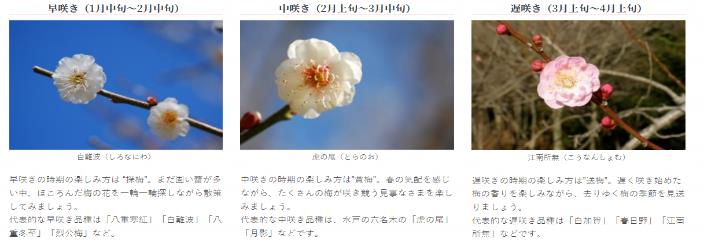 早咲き（1月中旬～2月中旬）
白難波（しろなにわ）
早咲きの時期の楽しみ方は “探梅”。まだ固い蕾が多
い中、ほころんだ梅の花を一輪一輪探しながら散策
してみましょう。
代表的な早咲き品種は「八重寒紅」「白難波」「八
重冬至」「烈公梅」など。
中咲き（2月上旬～3月中旬）
虎の尾（とらのお）
中咲きの時期の楽しみ方は“賞梅”。春の気配を感じ
ながら、たくさんの梅が咲き競う見事なさまを楽し
みましょう。
代表的な中咲き品種は、水戸の六名木の「虎の尾」
「月影」などです。
遅咲き（3月上旬～4月上旬）
江南所無（こうなんしょむ）
遅咲きの時期の楽しみ方は“送梅”。遅く咲き始めた
梅の香りを楽しみながら、去りゆく梅の季節を見送
りましょう。
代表的な遅咲き品種は「白加賀」「春日野」「江南
所無」などです。